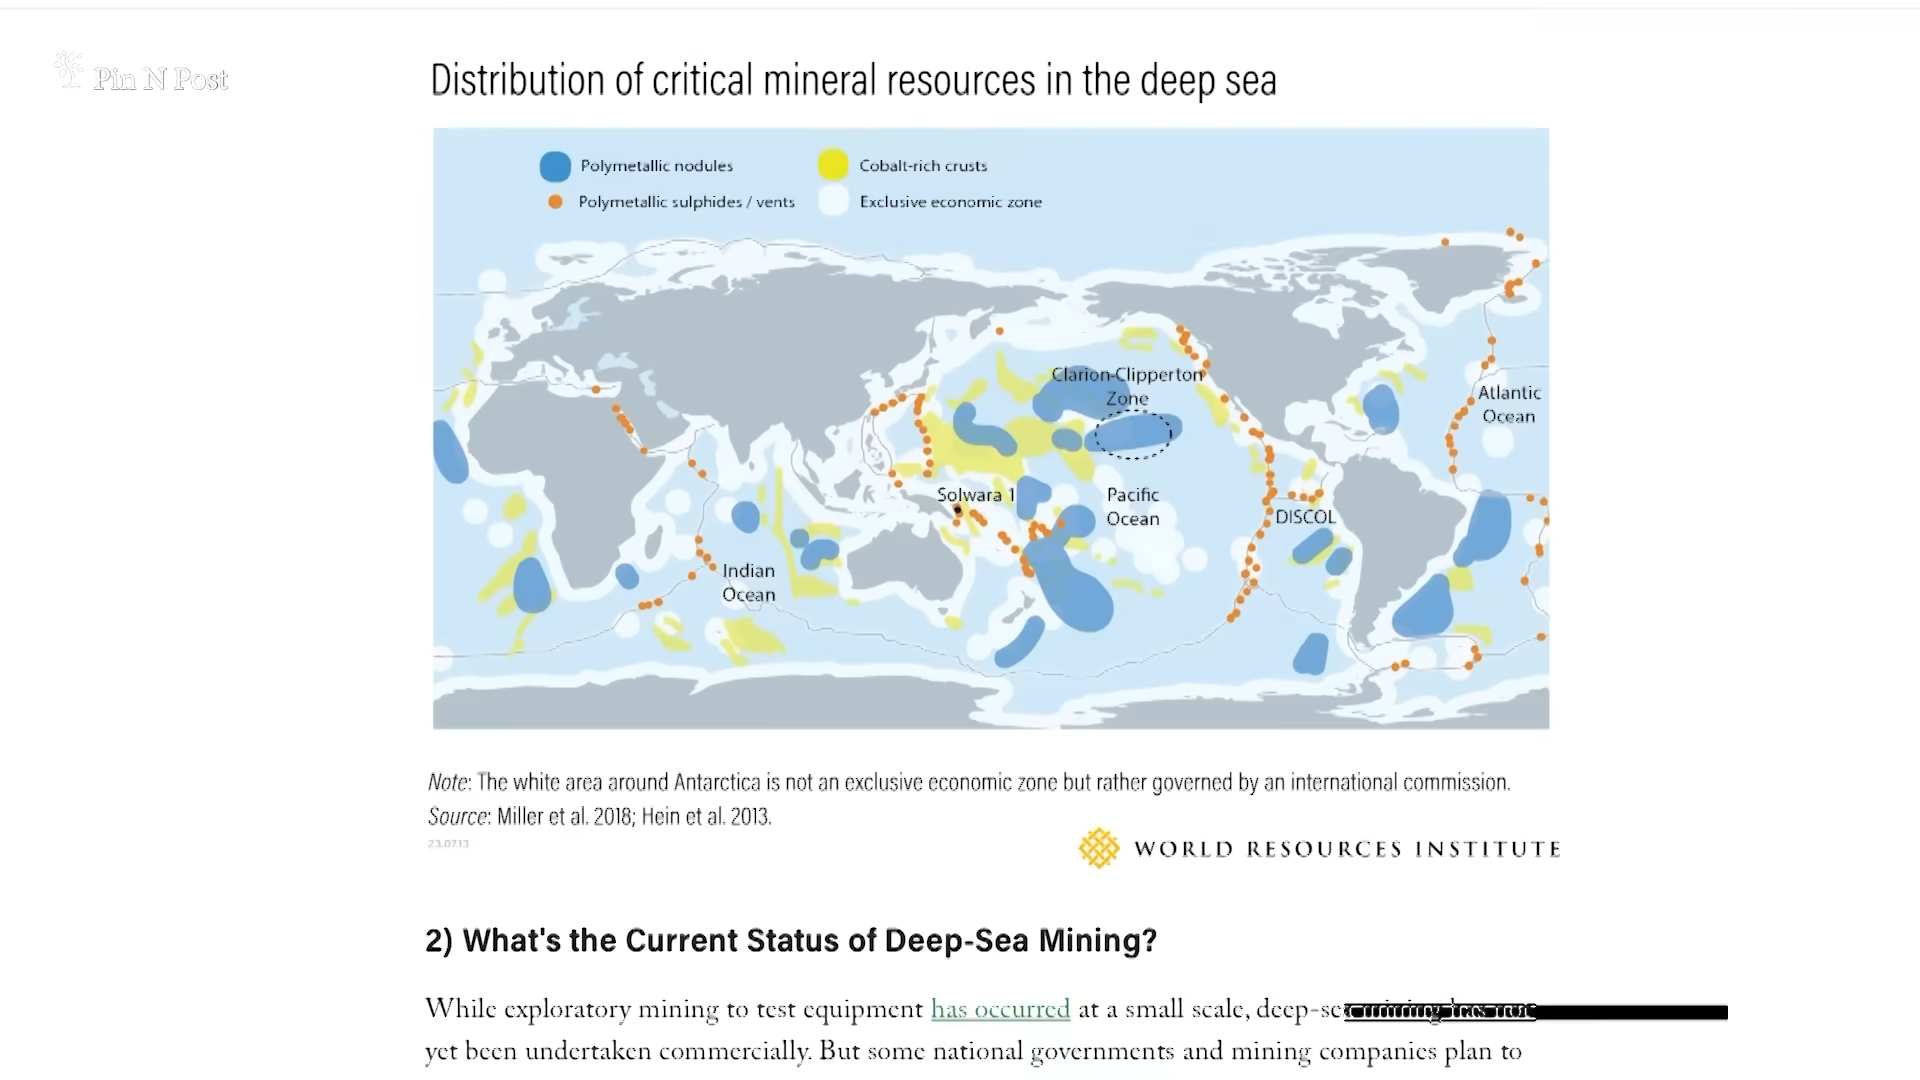 Pin N Post
Distribution of critical mineral resources in the deep sea
Polymetallic nodules
Cobalt-rich crusts
Polymetallic sulphides / vents
Exclusive economic zone
Clarion-Clipperton
Zone
Atlantic
Ocean
Solwara 1
Pacific
Ocean
DISCOL
Indian
Ocean
Note: The white area around Antarctica is not an exclusive economic zone but rather governed by an international commission.
Source: Miller et al. 2018; Hein et al. 2013.
23.07.13
WORLD RESOURCES INSTITUTE
2) What's the Current Status of Deep-Sea Mining?
While exploratory mining to test equipment has occurred at a small scale, deep-sea
yet been undertaken commercially. But some national governments and mining companies plan to